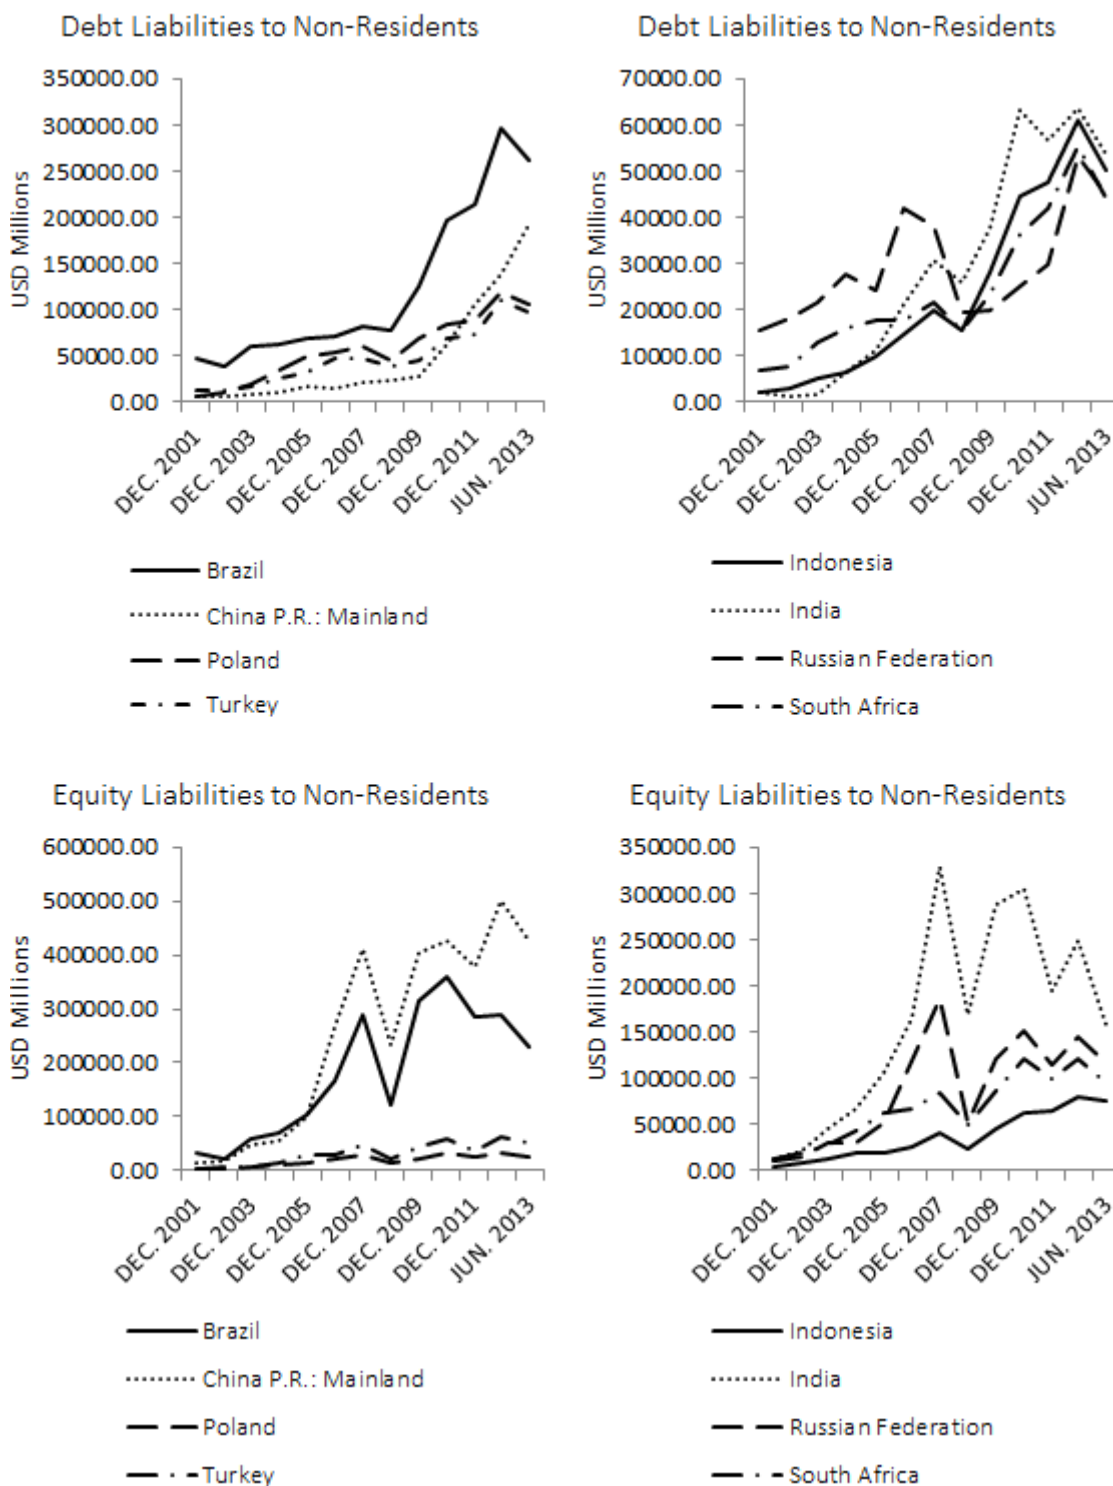 Debt Liabilities to Non-Residents
350000.00
300000.00
250000.00
200000.00
150000.00
100000.00
50000.00
0.00
USD Millions
DEC. 2001
DEC. 2003
DEC. 2005
DEC. 2007
DEC. 2009
DEC. 2011
JUN. 2013
Brazil
China P.R.: Mainland
Poland
Turkey
Debt Liabilities to Non-Residents
70000.00
60000.00
50000.00
40000.00
30000.00
20000.00
10000.00
0.00
USD Millions
DEC. 2001
DEC. 2003
DEC. 2005
DEC. 2007
DEC. 2009
DEC. 2011
JUN. 2013
Indonesia
India
Russian Federation
South Africa
Equity Liabilities to Non-Residents
600000.00
500000.00
400000.00
300000.00
200000.00
100000.00
0.00
USD Millions
DEC. 2001
DEC. 2003
DEC. 2005
DEC. 2007
DEC. 2009
DEC. 2011
JUN. 2013
Brazil
China P.R.: Mainland
Poland
Turkey
Equity Liabilities to Non-Residents
350000.00
300000.00
250000.00
200000.00
150000.00
100000.00
50000.00
0.00
USD Millions
DEC. 2001
DEC. 2003
DEC. 2005
DEC. 2007
DEC. 2009
DEC. 2011
JUN. 2013
Indonesia
India
Russian Federation
South Africa